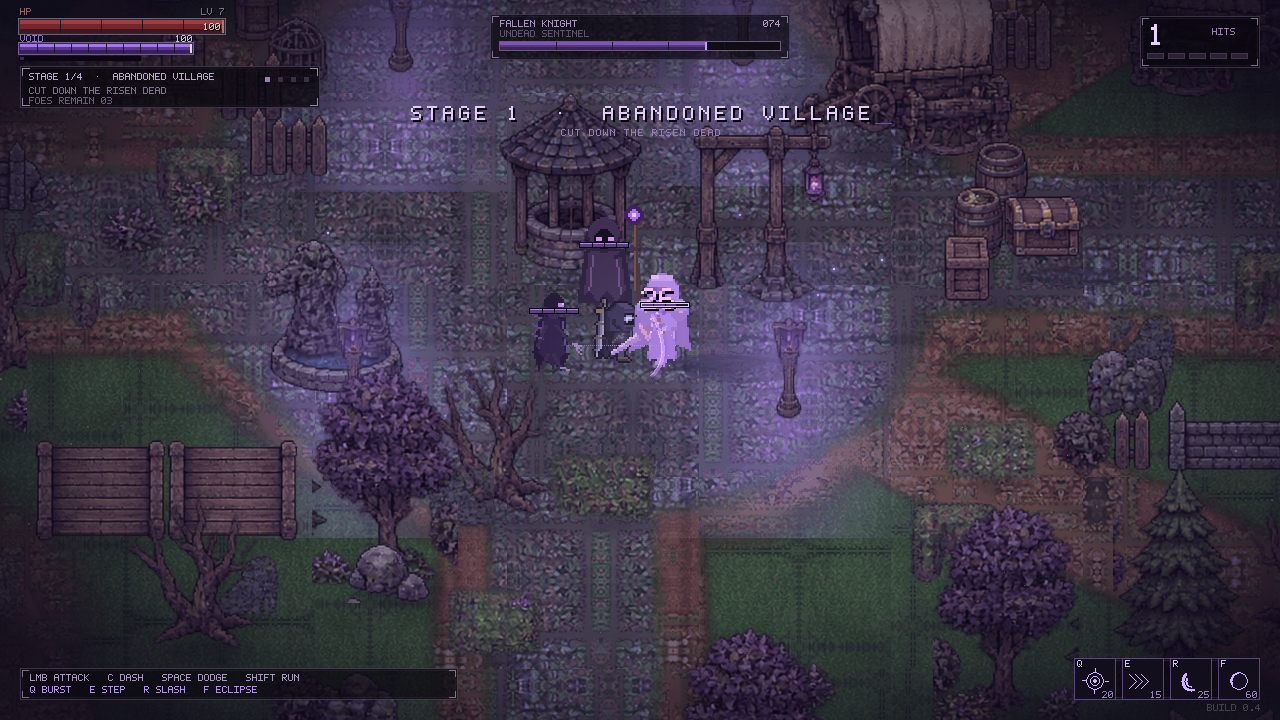 HP LV 7
100
VOID 100
STAGE 1/4 · ABANDONED VILLAGE
CUT DOWN THE RISEN DEAD
FOES REMAIN 03
FALLEN KNIGHT 074
UNDEAD SENTINEL
1 HITS
STAGE 1 · ABANDONED VILLAGE
CUT DOWN THE RISEN DEAD
LMB ATTACK C DASH SPACE DODGE SHIFT RUN
Q BURST E STEP R SLASH F ECLIPSE
Q E R F
20 15 25 60
BUILD 0.4